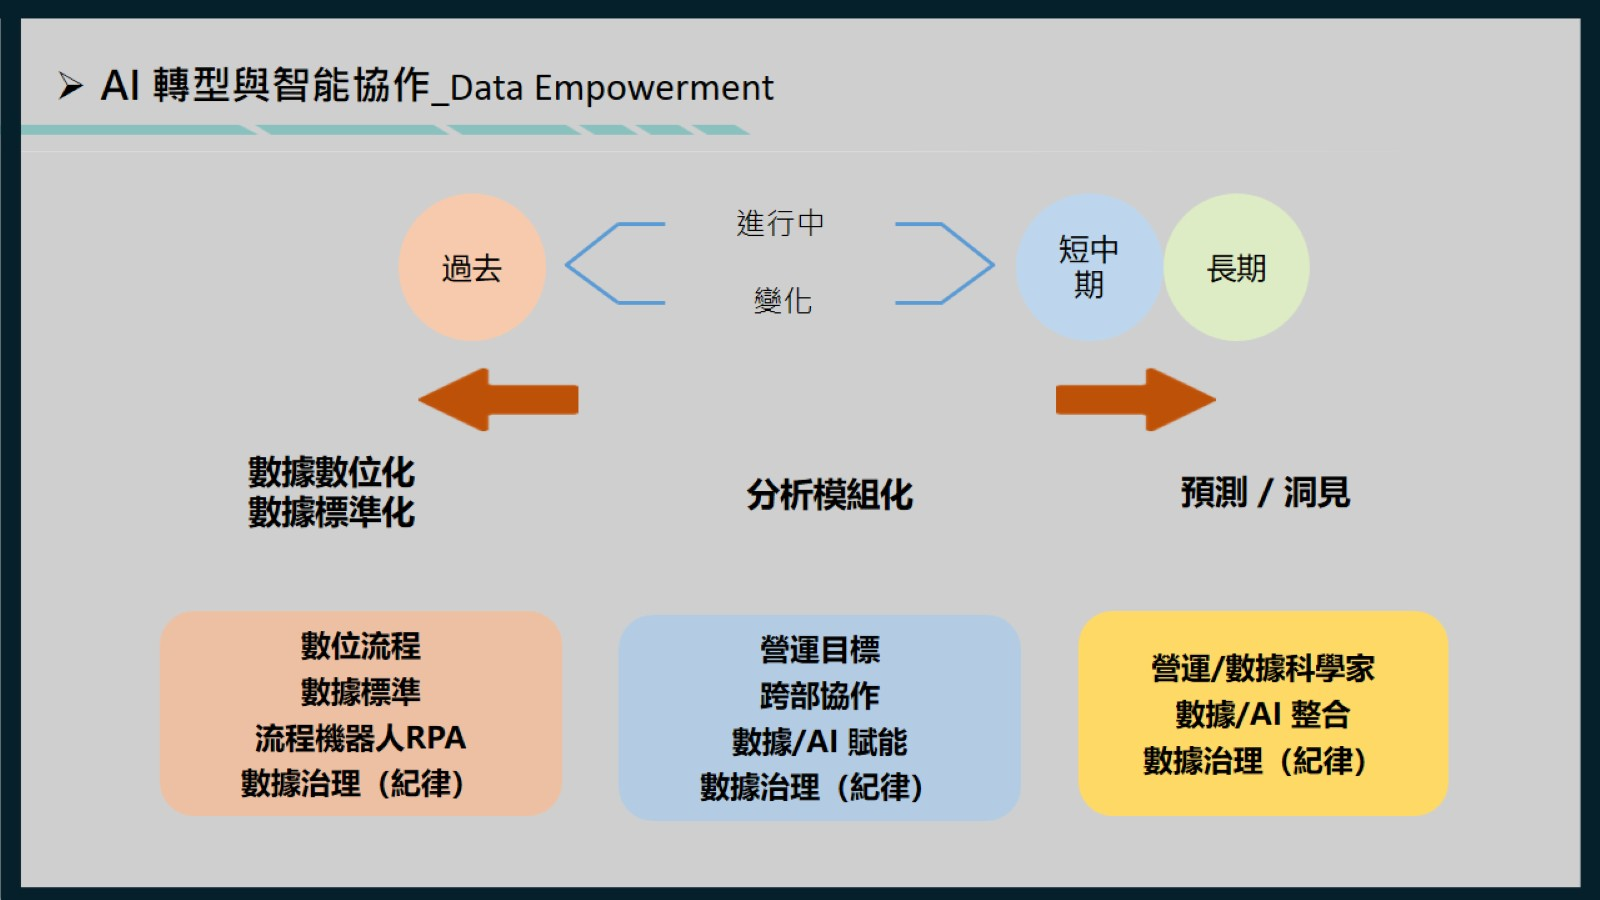 AI 轉型與智能協作_Data Empowerment
過去
進行中
變化
短中
期
長期
數據數位化
數據標準化
分析模組化
預測 / 洞見
數位流程
數據標準
流程機器人RPA
數據治理（紀律）
營運目標
跨部協作
數據/AI 賦能
數據治理（紀律）
營運/數據科學家
數據/AI 整合
數據治理（紀律）